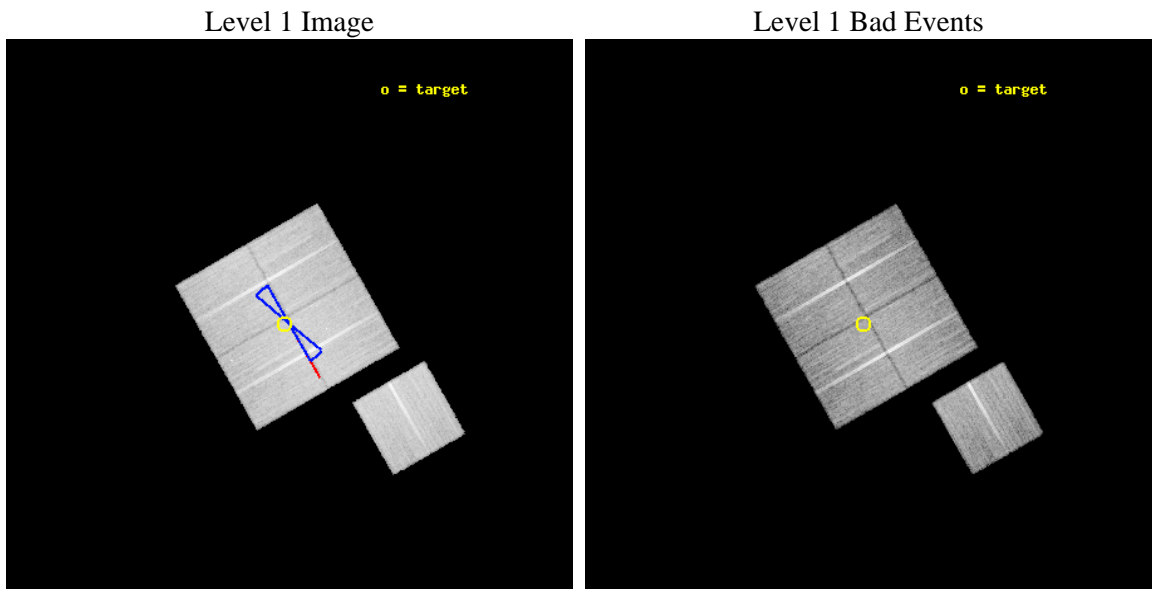 Level 1 Image
Level 1 Bad Events
o = target
o = target